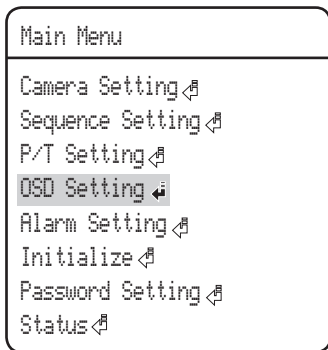 Main Menu
Camera Setting
Sequence Setting
P/T Setting
OSD Setting
Alarm Setting
Initialize
Password Setting
Status